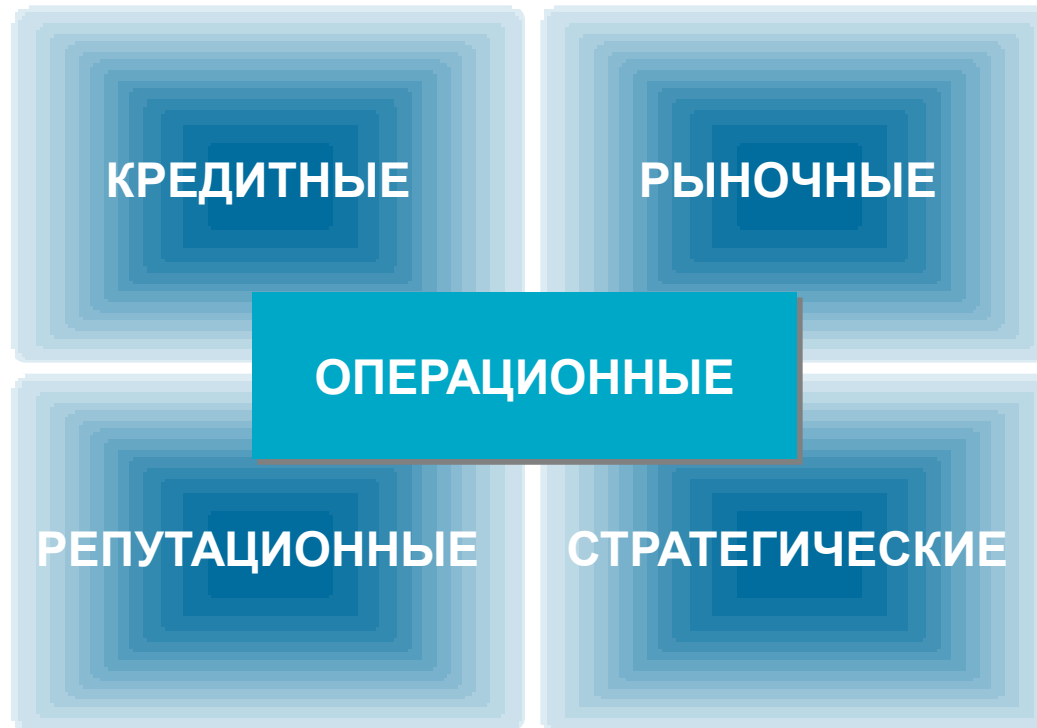 КРЕДИТНЫЕ
РЫНОЧНЫЕ
ОПЕРАЦИОННЫЕ
РЕПУТАЦИОННЫЕ
СТРАТЕГИЧЕСКИЕ